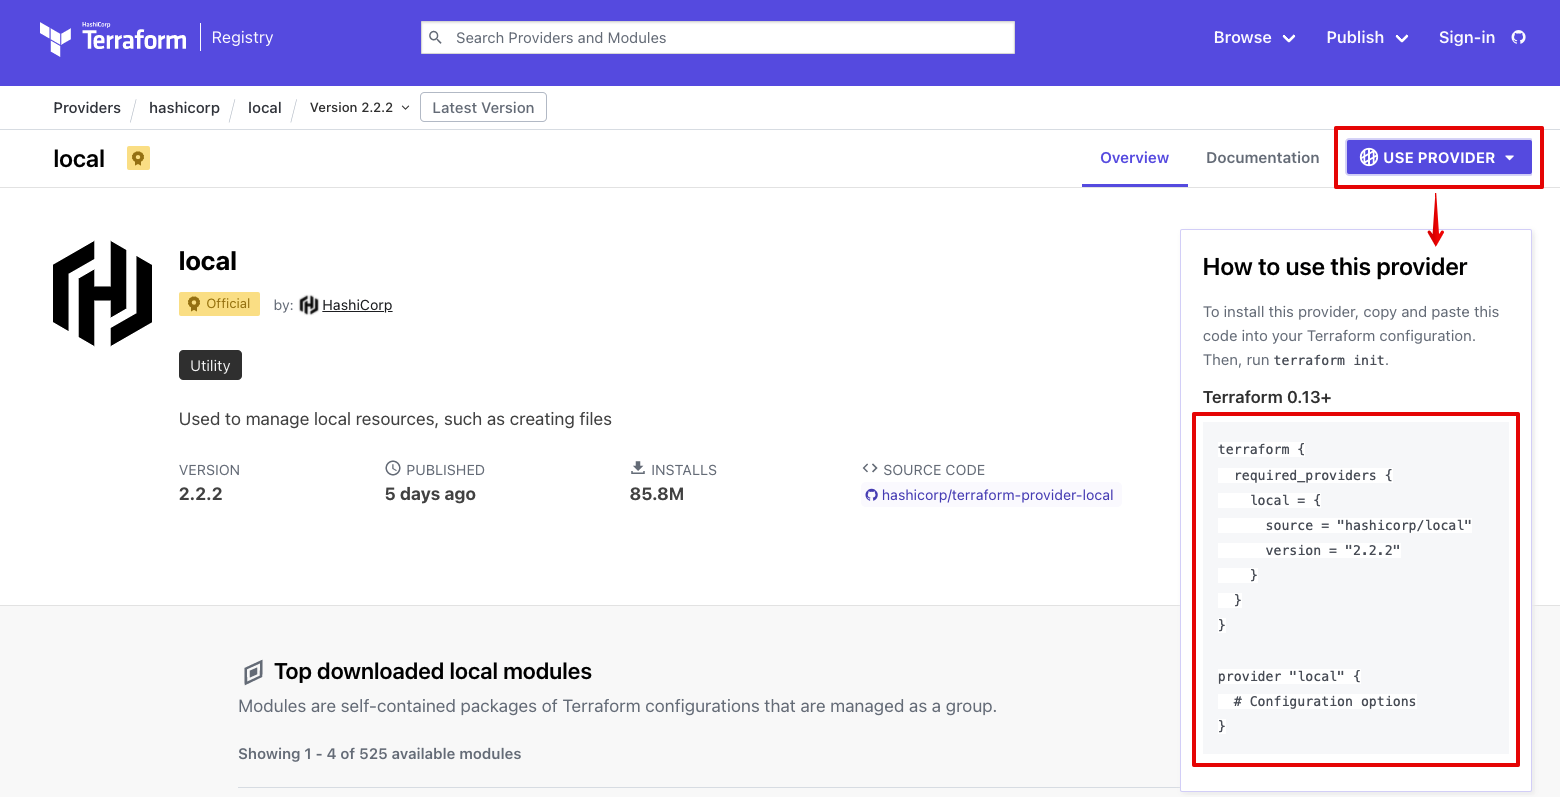 HashiCorp
Terraform
Registry
Search Providers and Modules
Browse
Publish
Sign-in
Providers
hashicorp
local
Version 2.2.2
Latest Version
local
Overview
Documentation
USE PROVIDER
local
Official
by:
HashiCorp
Utility
Used to manage local resources, such as creating files
VERSION
2.2.2
PUBLISHED
5 days ago
INSTALLS
85.8M
<> SOURCE CODE
hashicorp/terraform-provider-local
How to use this provider
To install this provider, copy and paste this
code into your Terraform configuration.
Then, run terraform init.
Terraform 0.13+
terraform {
  required_providers {
    local = {
      source = "hashicorp/local"
      version = "2.2.2"
    }
  }
}
provider "local" {
  # Configuration options
}
Top downloaded local modules
Modules are self-contained packages of Terraform configurations that are managed as a group.
Showing 1 - 4 of 525 available modules